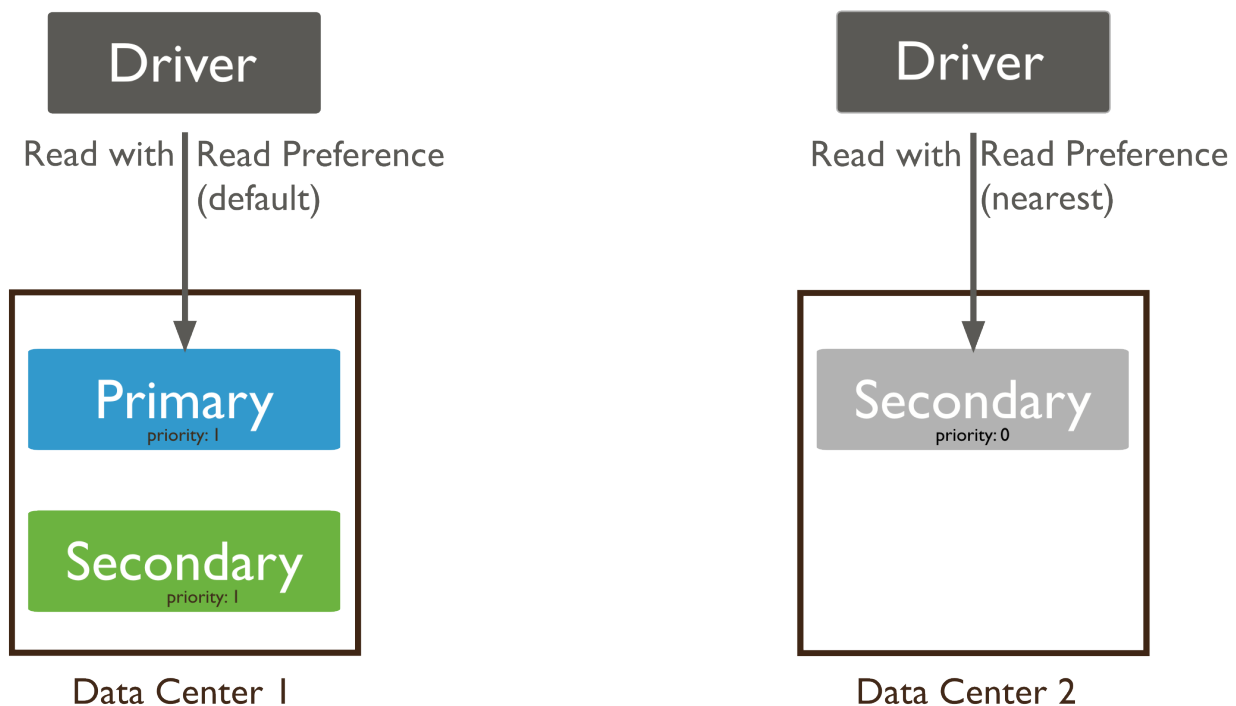 Driver
Read with Read Preference
(default)
Primary
priority: 1
Secondary
priority: 1
Data Center 1
Driver
Read with Read Preference
(nearest)
Secondary
priority: 0
Data Center 2